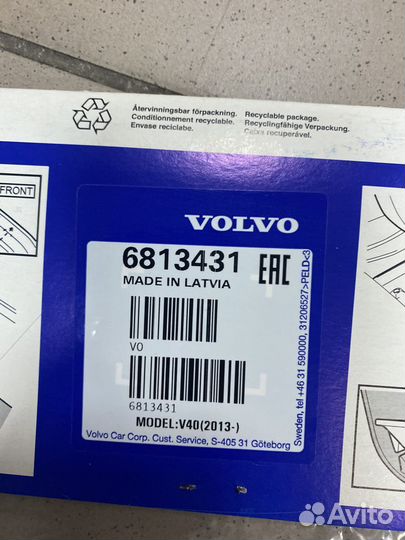 Återvinningsbar förpackning.
Conditionnement recyclable.
Envase reciclabe.
Recyclable package.
Recyclingfähige Verpackung.
Caixa recuperável.
FRONT
VOLVO
6813431
EAC
MADE IN LATVIA
VO
6813431
MODEL:V40(2013-)
Volvo Car Corp. Cust. Service, S-405 31 Göteborg
Sweden, tel +46 31 590000, 31206527>PELD<3
Avito